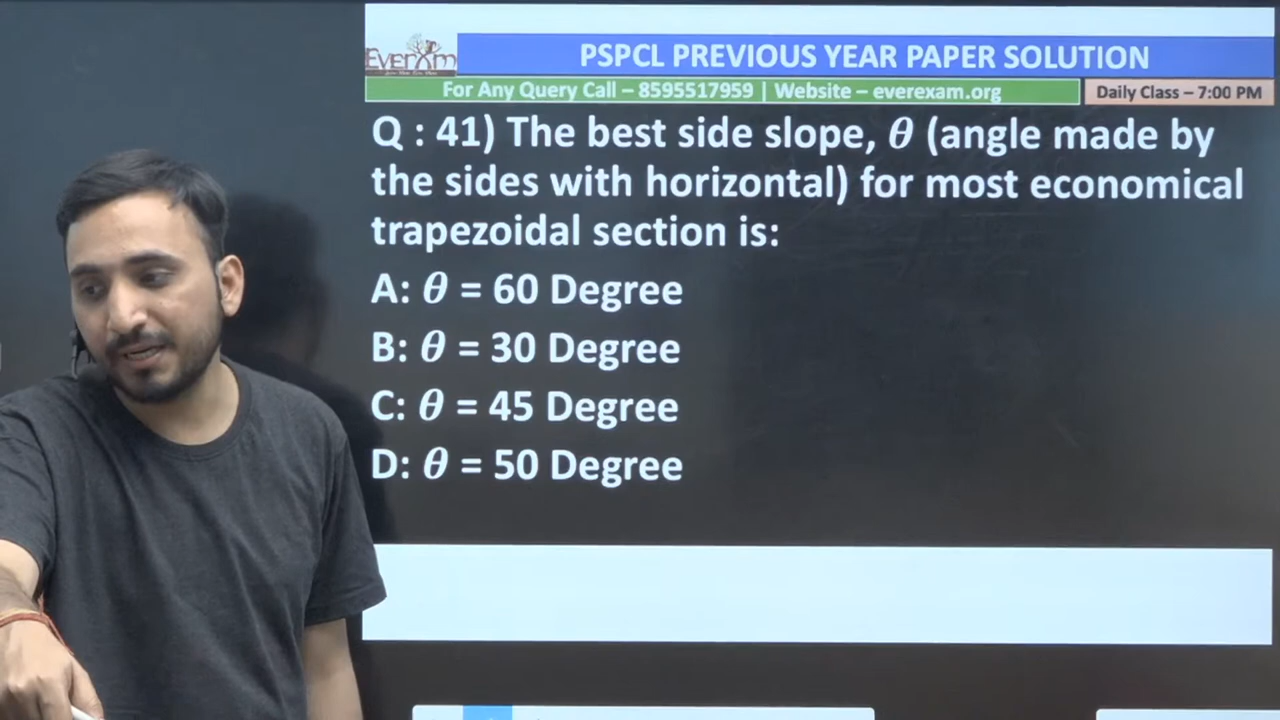 EverExam
PSPCL PREVIOUS YEAR PAPER SOLUTION
For Any Query Call – 8595517959 | Website – everexam.org
Daily Class – 7:00 PM
Q : 41) The best side slope, θ (angle made by
the sides with horizontal) for most economical
trapezoidal section is:
A: θ = 60 Degree
B: θ = 30 Degree
C: θ = 45 Degree
D: θ = 50 Degree